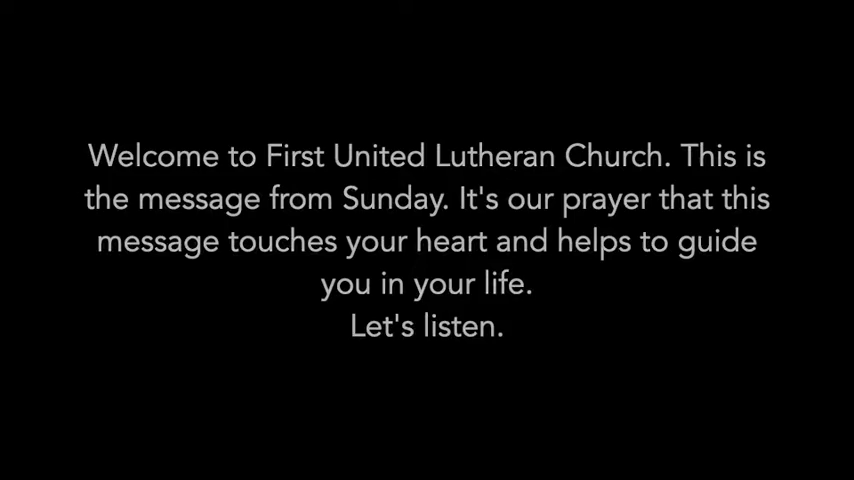 Welcome to First United Lutheran Church. This is
the message from Sunday. It's our prayer that this
message touches your heart and helps to guide
you in your life.
Let's listen.